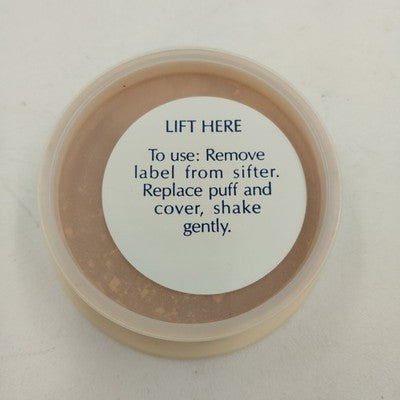 LIFT HERE
To use: Remove
label from sifter.
Replace puff and
cover, shake
gently.